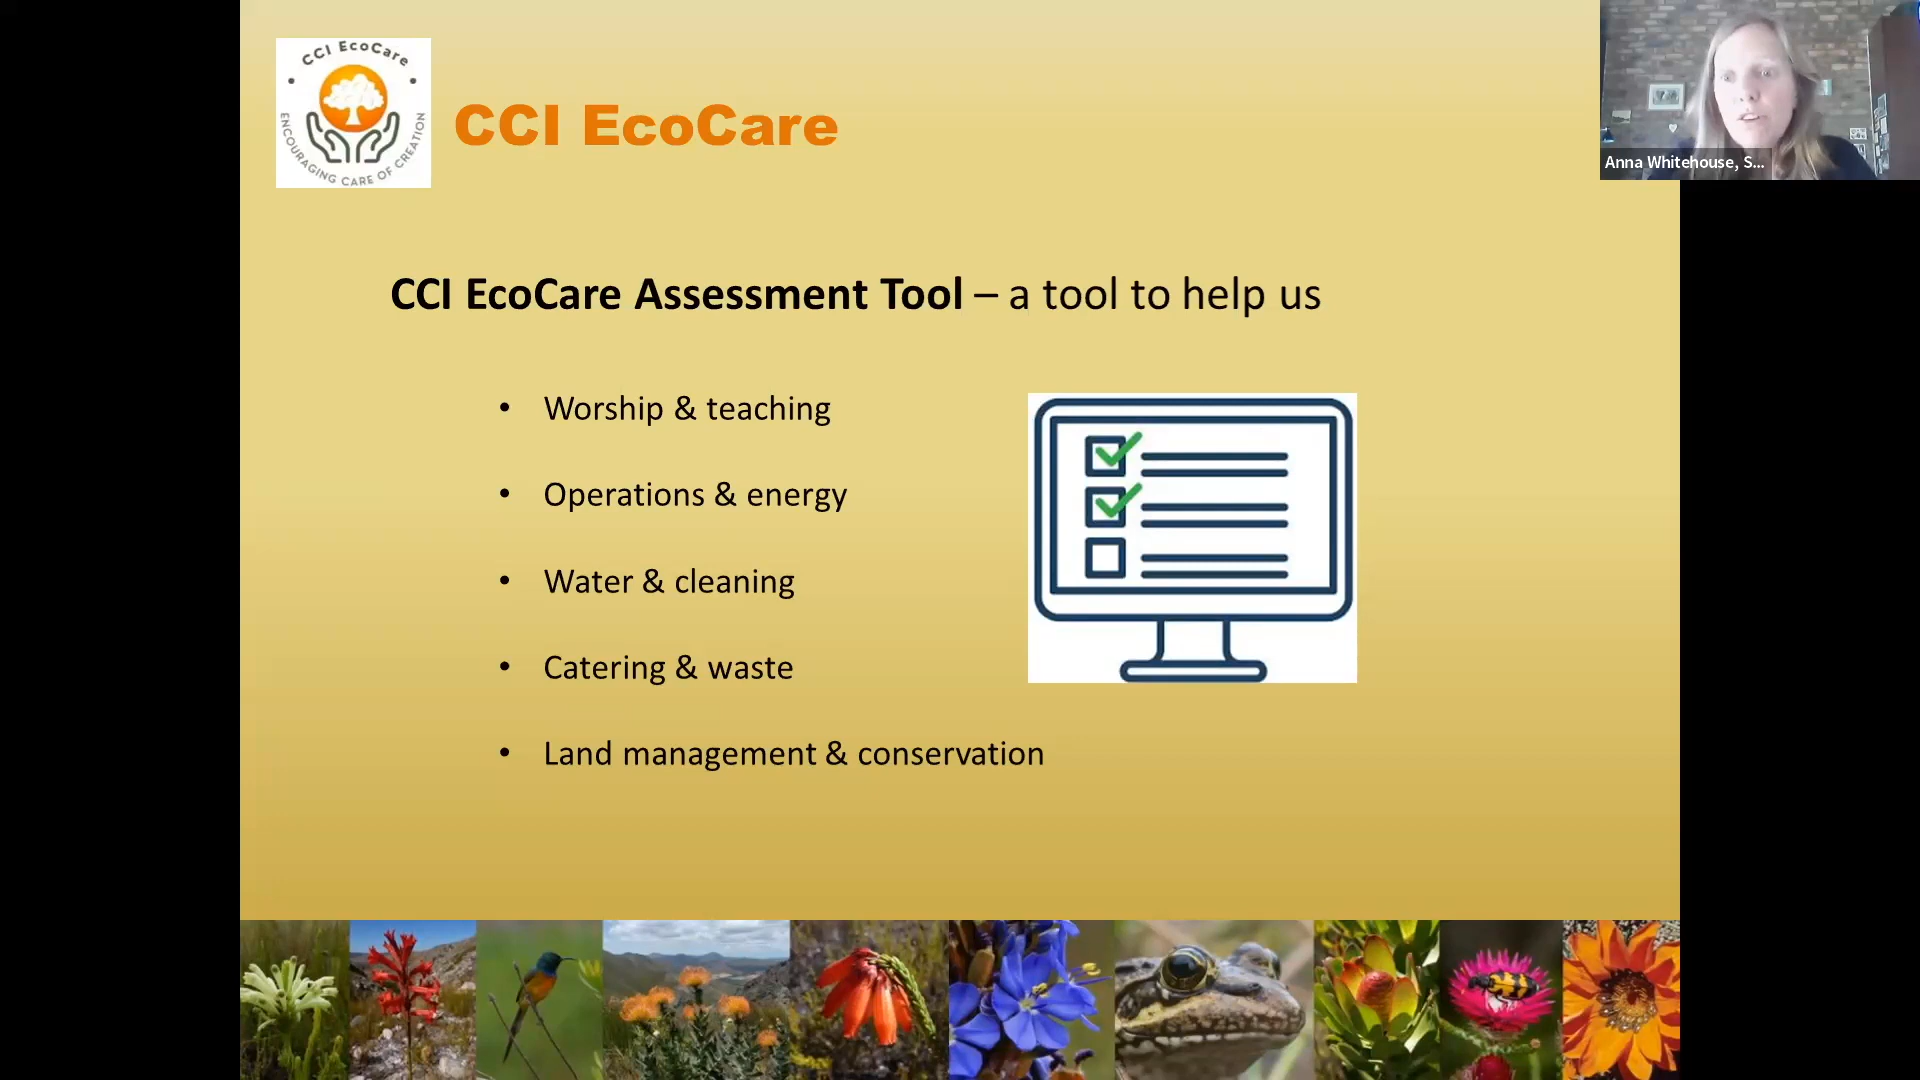 CCI EcoCare
ENCOURAGING CARE OF CREATION
CCI EcoCare
Anna Whitehouse, S...
CCI EcoCare Assessment Tool – a tool to help us
• Worship & teaching
• Operations & energy
• Water & cleaning
• Catering & waste
• Land management & conservation